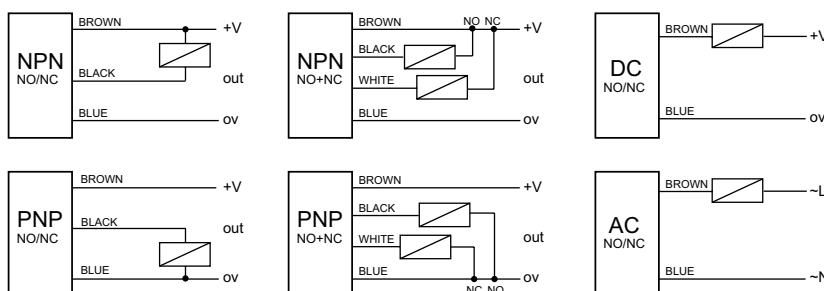 BROWN +V
NPN
NO/NC
BLACK out
BLUE ov
BROWN NO NC +V
NPN
NO+NC
BLACK
WHITE out
BLUE ov
BROWN +V
DC
NO/NC
BLUE ov
BROWN +V
PNP
NO/NC
BLACK out
BLUE ov
BROWN +V
PNP
NO+NC
BLACK
WHITE out
BLUE ov
NC NO
BROWN ~L
AC
NO/NC
BLUE ~N